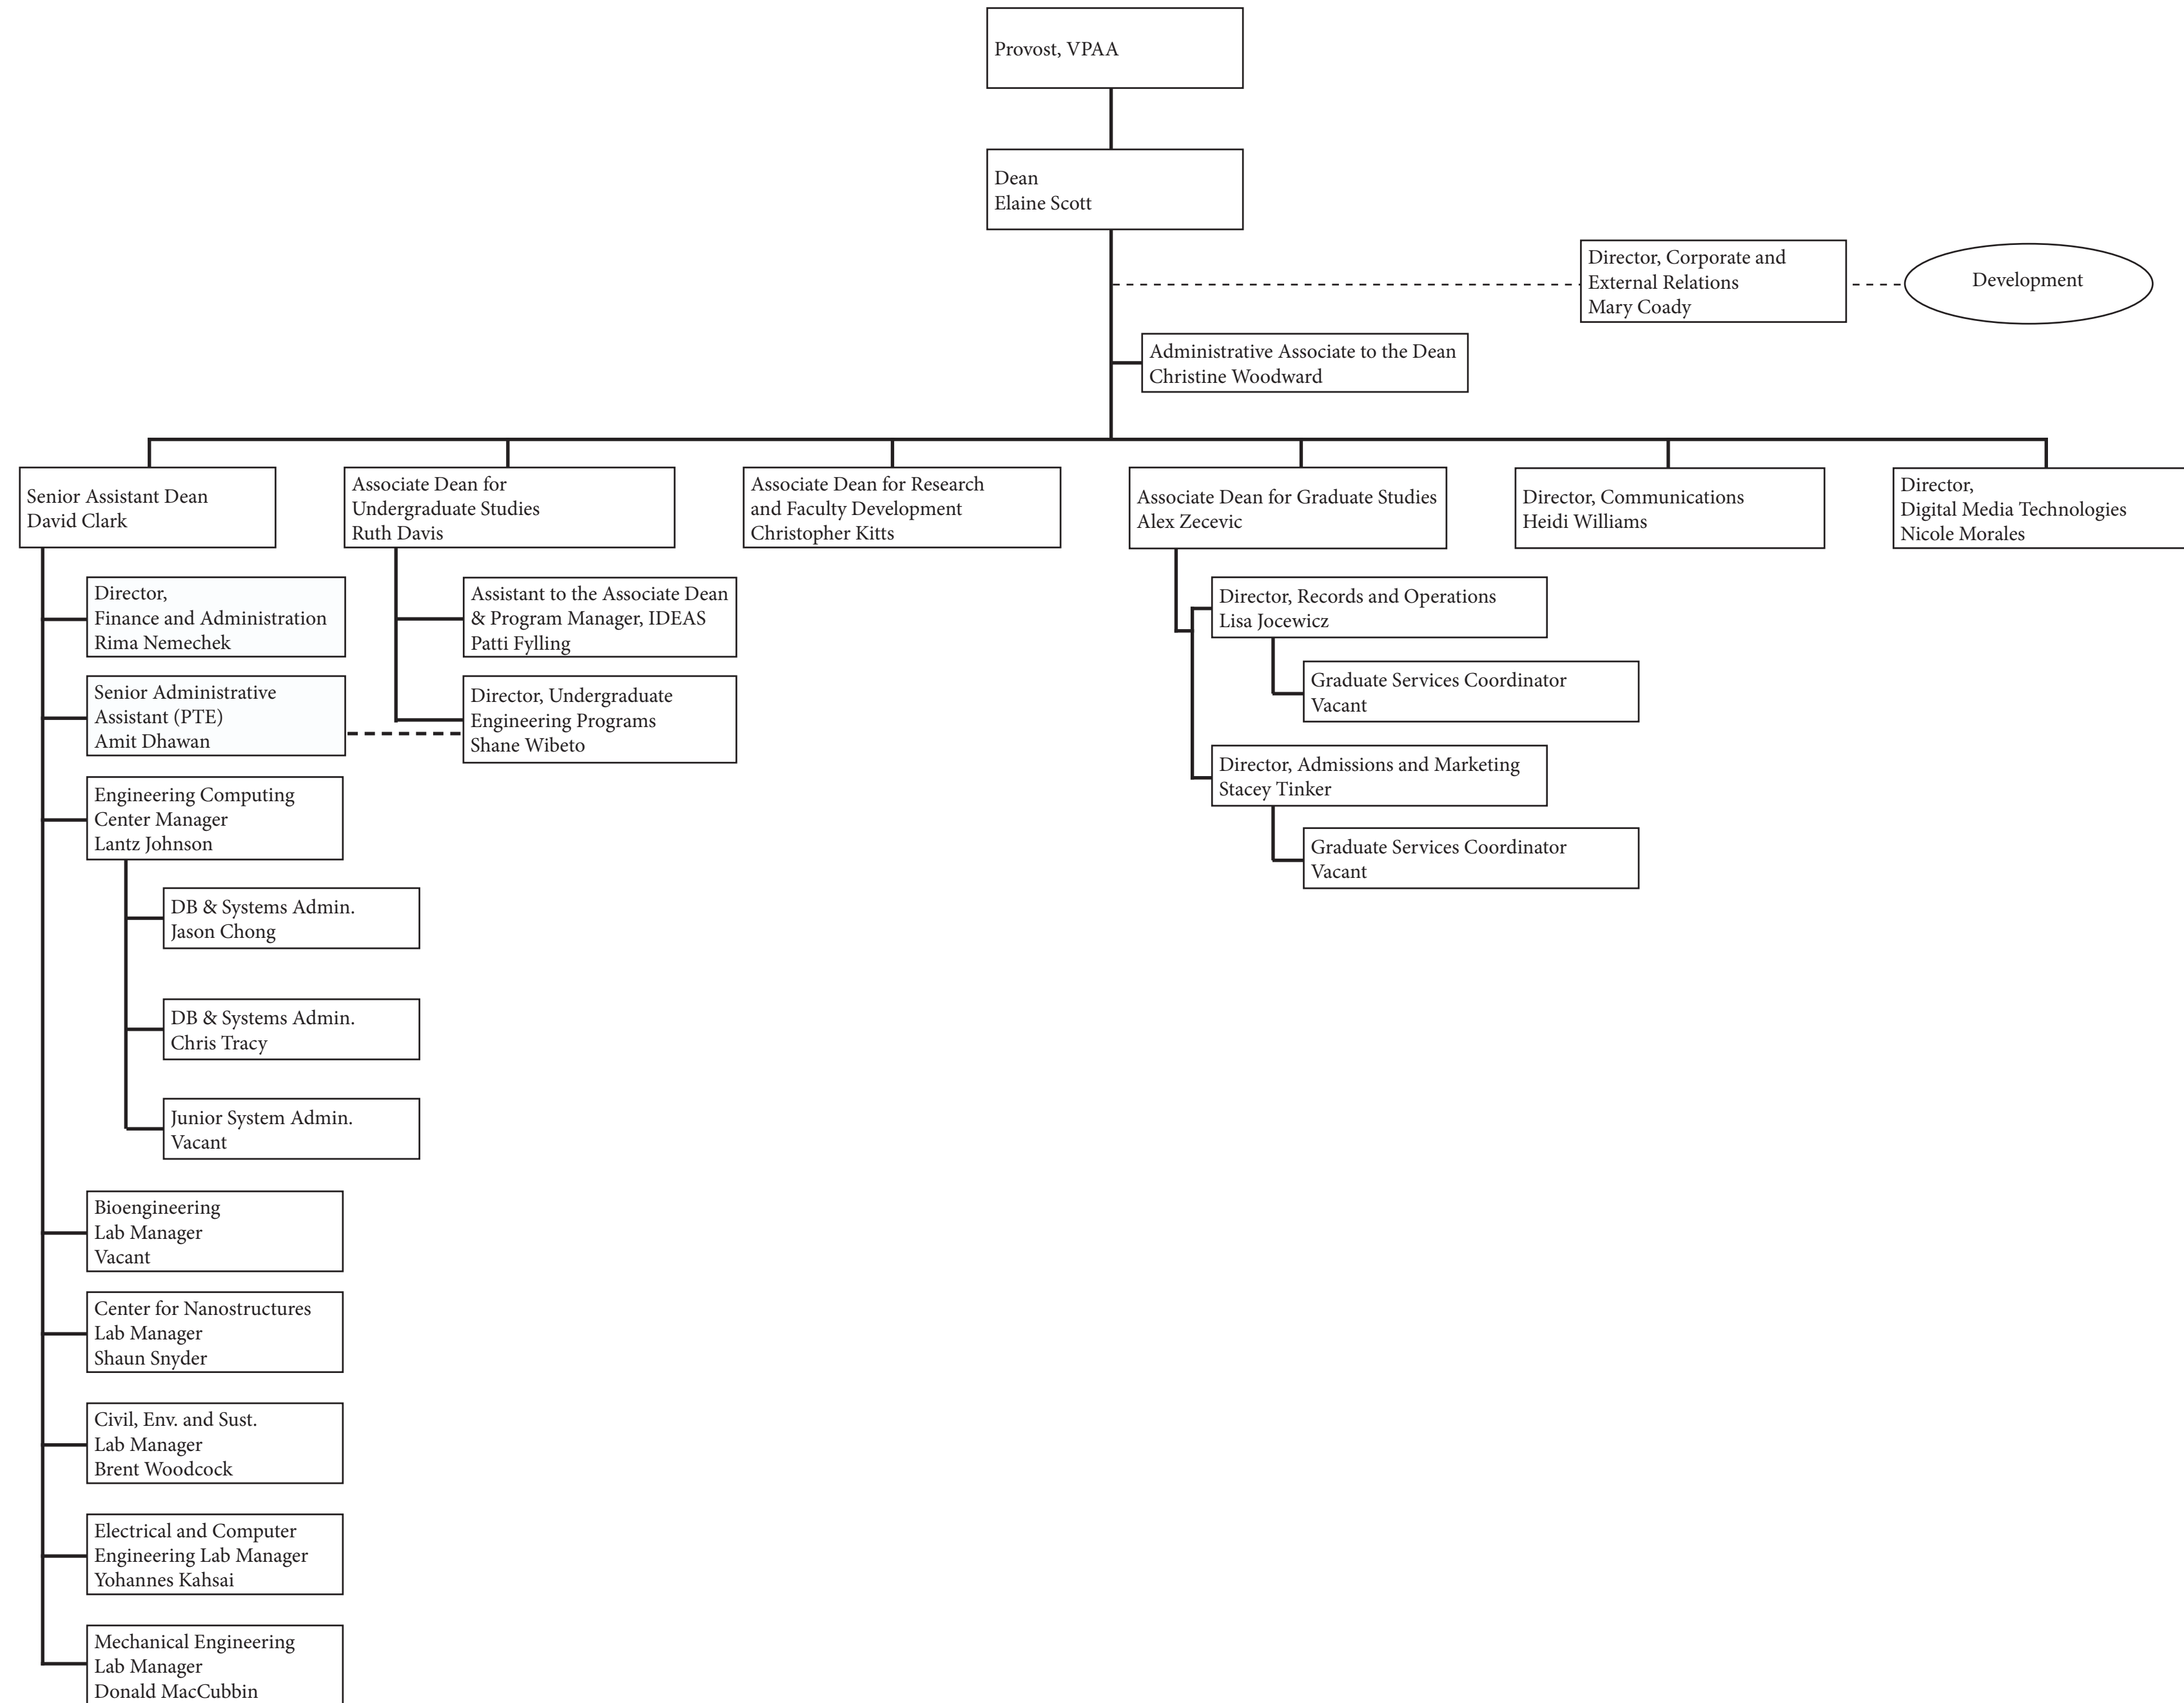 Provost, VPAA
Dean
Elaine Scott
Director, Corporate and
External Relations
Mary Coady
Development
Administrative Associate to the Dean
Christine Woodward
Senior Assistant Dean
David Clark
Associate Dean for
Undergraduate Studies
Ruth Davis
Associate Dean for Research
and Faculty Development
Christopher Kitts
Associate Dean for Graduate Studies
Alex Zecevic
Director, Communications
Heidi Williams
Director,
Digital Media Technologies
Nicole Morales
Director,
Finance and Administration
Rima Nemechek
Senior Administrative
Assistant (PTE)
Amit Dhawan
Engineering Computing
Center Manager
Lantz Johnson
DB & Systems Admin.
Jason Chong
DB & Systems Admin.
Chris Tracy
Junior System Admin.
Vacant
Bioengineering
Lab Manager
Vacant
Center for Nanostructures
Lab Manager
Shaun Snyder
Civil, Env. and Sust.
Lab Manager
Brent Woodcock
Electrical and Computer
Engineering Lab Manager
Yohannes Kahsai
Mechanical Engineering
Lab Manager
Donald MacCubbin
Assistant to the Associate Dean
& Program Manager, IDEAS
Patti Fylling
Director, Undergraduate
Engineering Programs
Shane Wibeto
Director, Records and Operations
Lisa Jocewicz
Graduate Services Coordinator
Vacant
Director, Admissions and Marketing
Stacey Tinker
Graduate Services Coordinator
Vacant